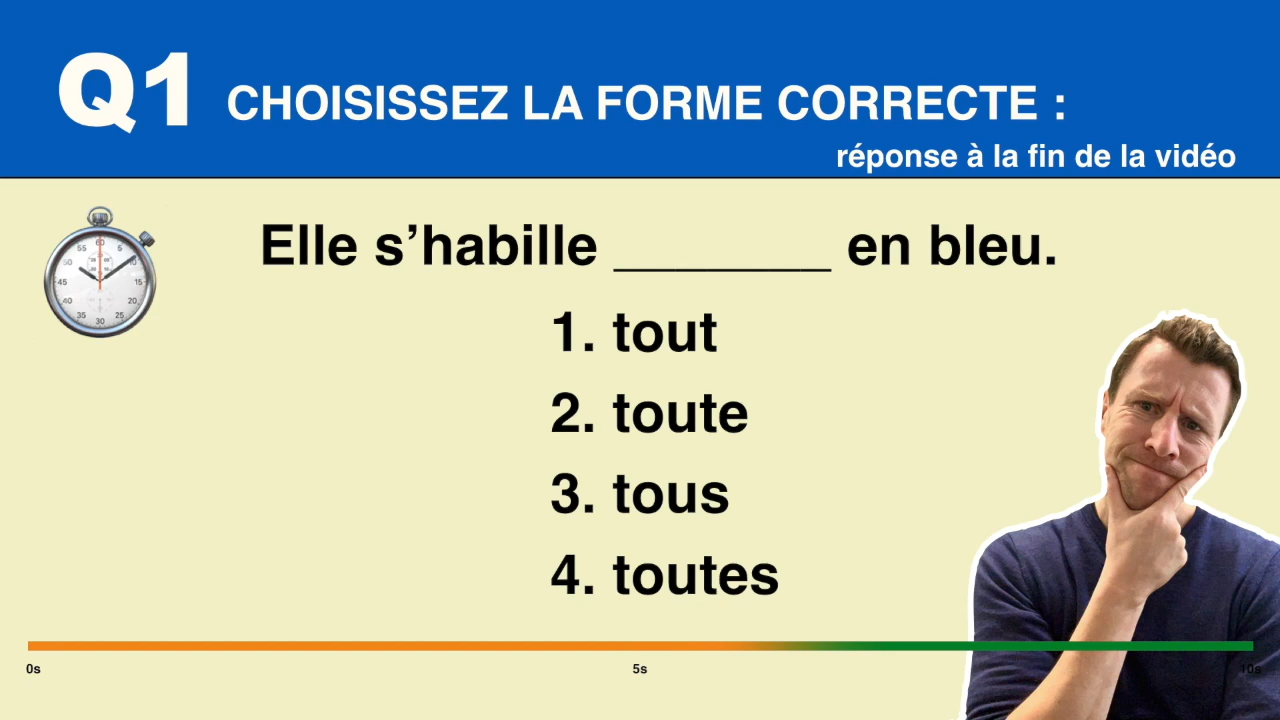 Q1 CHOISISSEZ LA FORME CORRECTE :
réponse à la fin de la vidéo
Elle s’habille ________ en bleu.
1. tout
2. toute
3. tous
4. toutes
0s 5s 10s